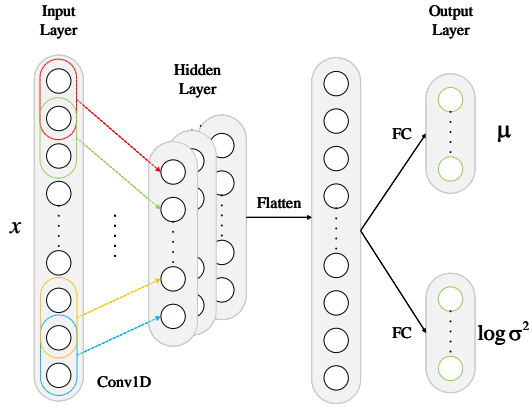 Input
Layer
Output
Layer
Hidden
Layer
FC
μ
x
Flatten
FC
log σ²
Conv1D